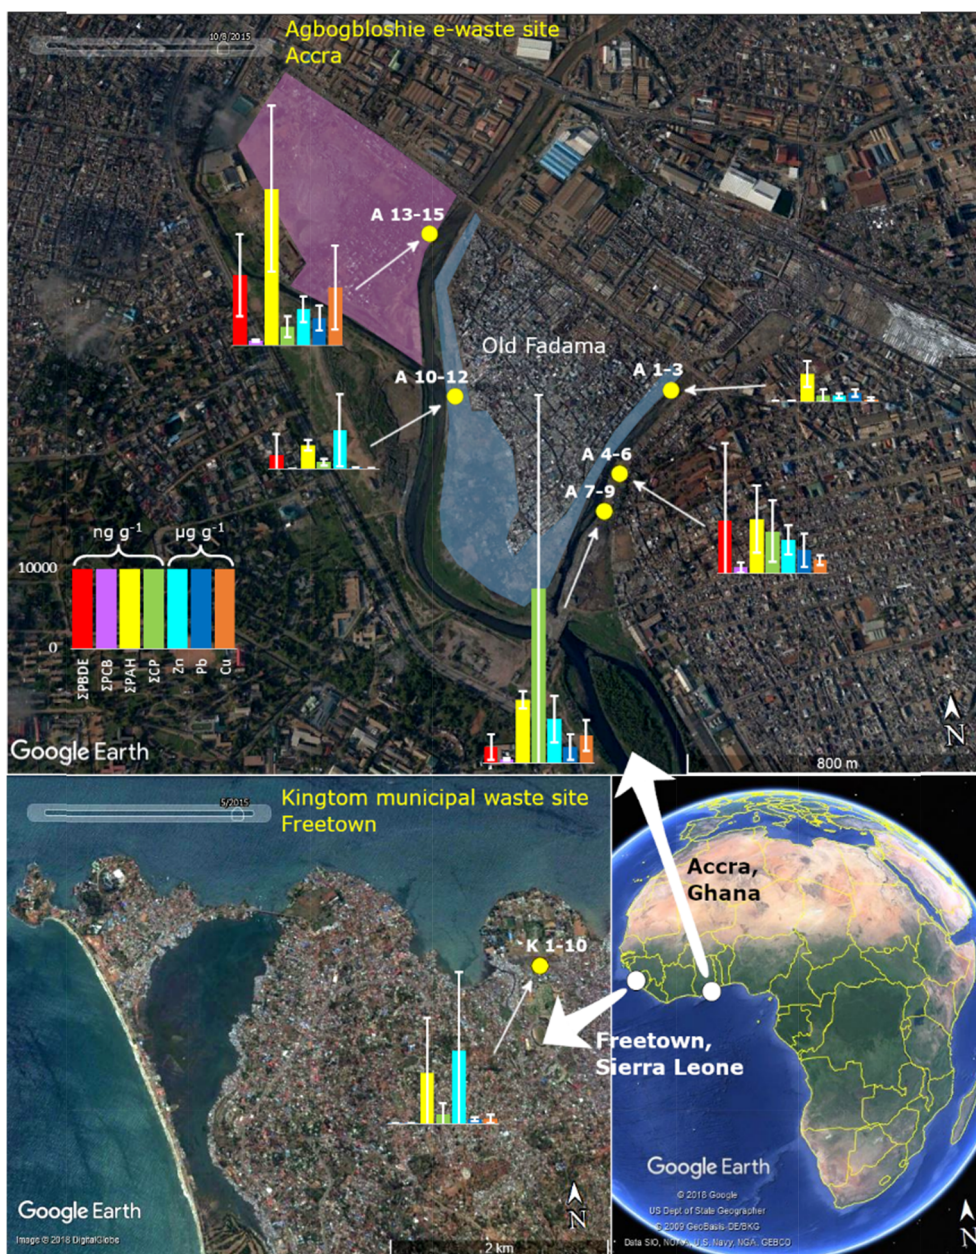 10/8/2015
Agbogbloshie e-waste site
Accra
A 13-15
Old Fadama
A 10-12
A 1-3
A 4-6
A 7-9
ng g-1 µg g-1
10000
0
ΣPBDE ΣPCB ΣPAH ΣCP Zn Pb Cu
Google Earth
N
800 m
5/2015
Kingtom municipal waste site
Freetown
K 1-10
Google Earth
Image © 2018 DigitalGlobe
N
2 km
Accra,
Ghana
Freetown,
Sierra Leone
Google Earth
© 2018 Google
US Dept of State Geographer
© 2009 GeoBasis-DE/BKG
Data SIO, NOAA, U.S. Navy, NGA, GEBCO
N